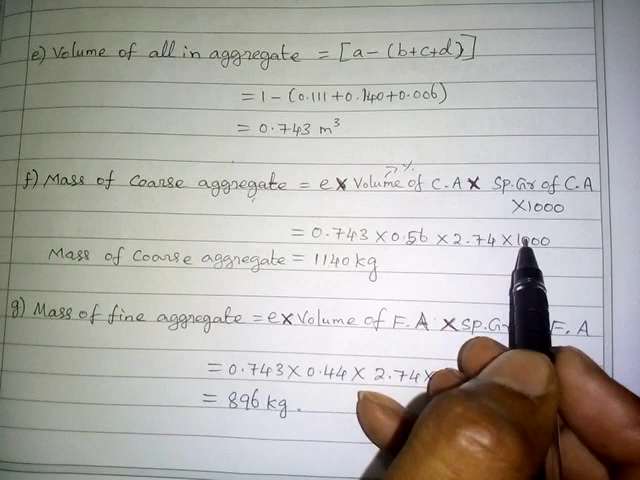 e) Volume of all in aggregate = [a - (b+c+d)]
= 1 - (0.111 + 0.140 + 0.006)
= 0.743 m³
→ %
f) Mass of Coarse aggregate = e × Volume of C.A × Sp.Gr of C.A
× 1000
= 0.743 × 0.56 × 2.74 × 1000
Mass of Coarse aggregate = 1140 kg
g) Mass of fine aggregate = e × Volume of F.A × Sp.Gr F.A
= 0.743 × 0.44 × 2.74 ×
= 896 kg.